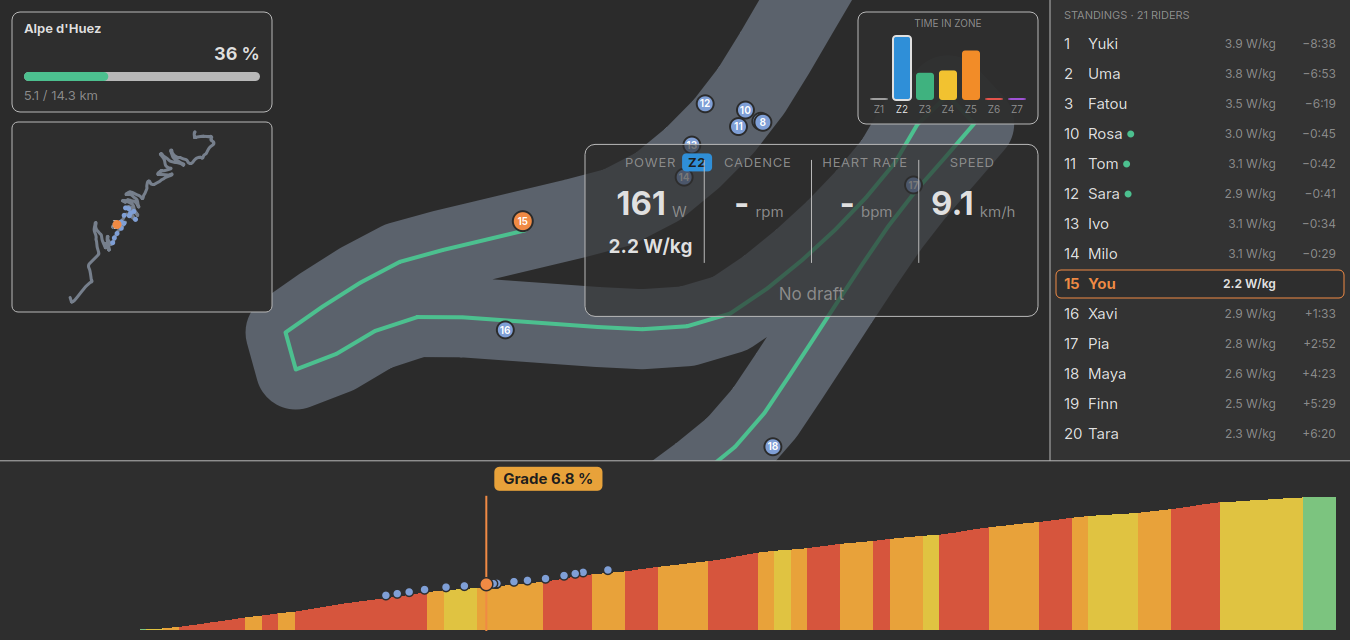 Alpe d'Huez
36 %
5.1 / 14.3 km
12
10
11
8
13
14
17
15
16
18
TIME IN ZONE
Z1 Z2 Z3 Z4 Z5 Z6 Z7
POWER Z2 CADENCE HEART RATE SPEED
161 W - rpm - bpm 9.1 km/h
2.2 W/kg
No draft
STANDINGS · 21 RIDERS
1 Yuki 3.9 W/kg −8:38
2 Uma 3.8 W/kg −6:53
3 Fatou 3.5 W/kg −6:19
10 Rosa 3.0 W/kg −0:45
11 Tom 3.1 W/kg −0:42
12 Sara 2.9 W/kg −0:41
13 Ivo 3.1 W/kg −0:34
14 Milo 3.1 W/kg −0:29
15 You 2.2 W/kg
16 Xavi 2.9 W/kg +1:33
17 Pia 2.8 W/kg +2:52
18 Maya 2.6 W/kg +4:23
19 Finn 2.5 W/kg +5:29
20 Tara 2.3 W/kg +6:20
Grade 6.8 %